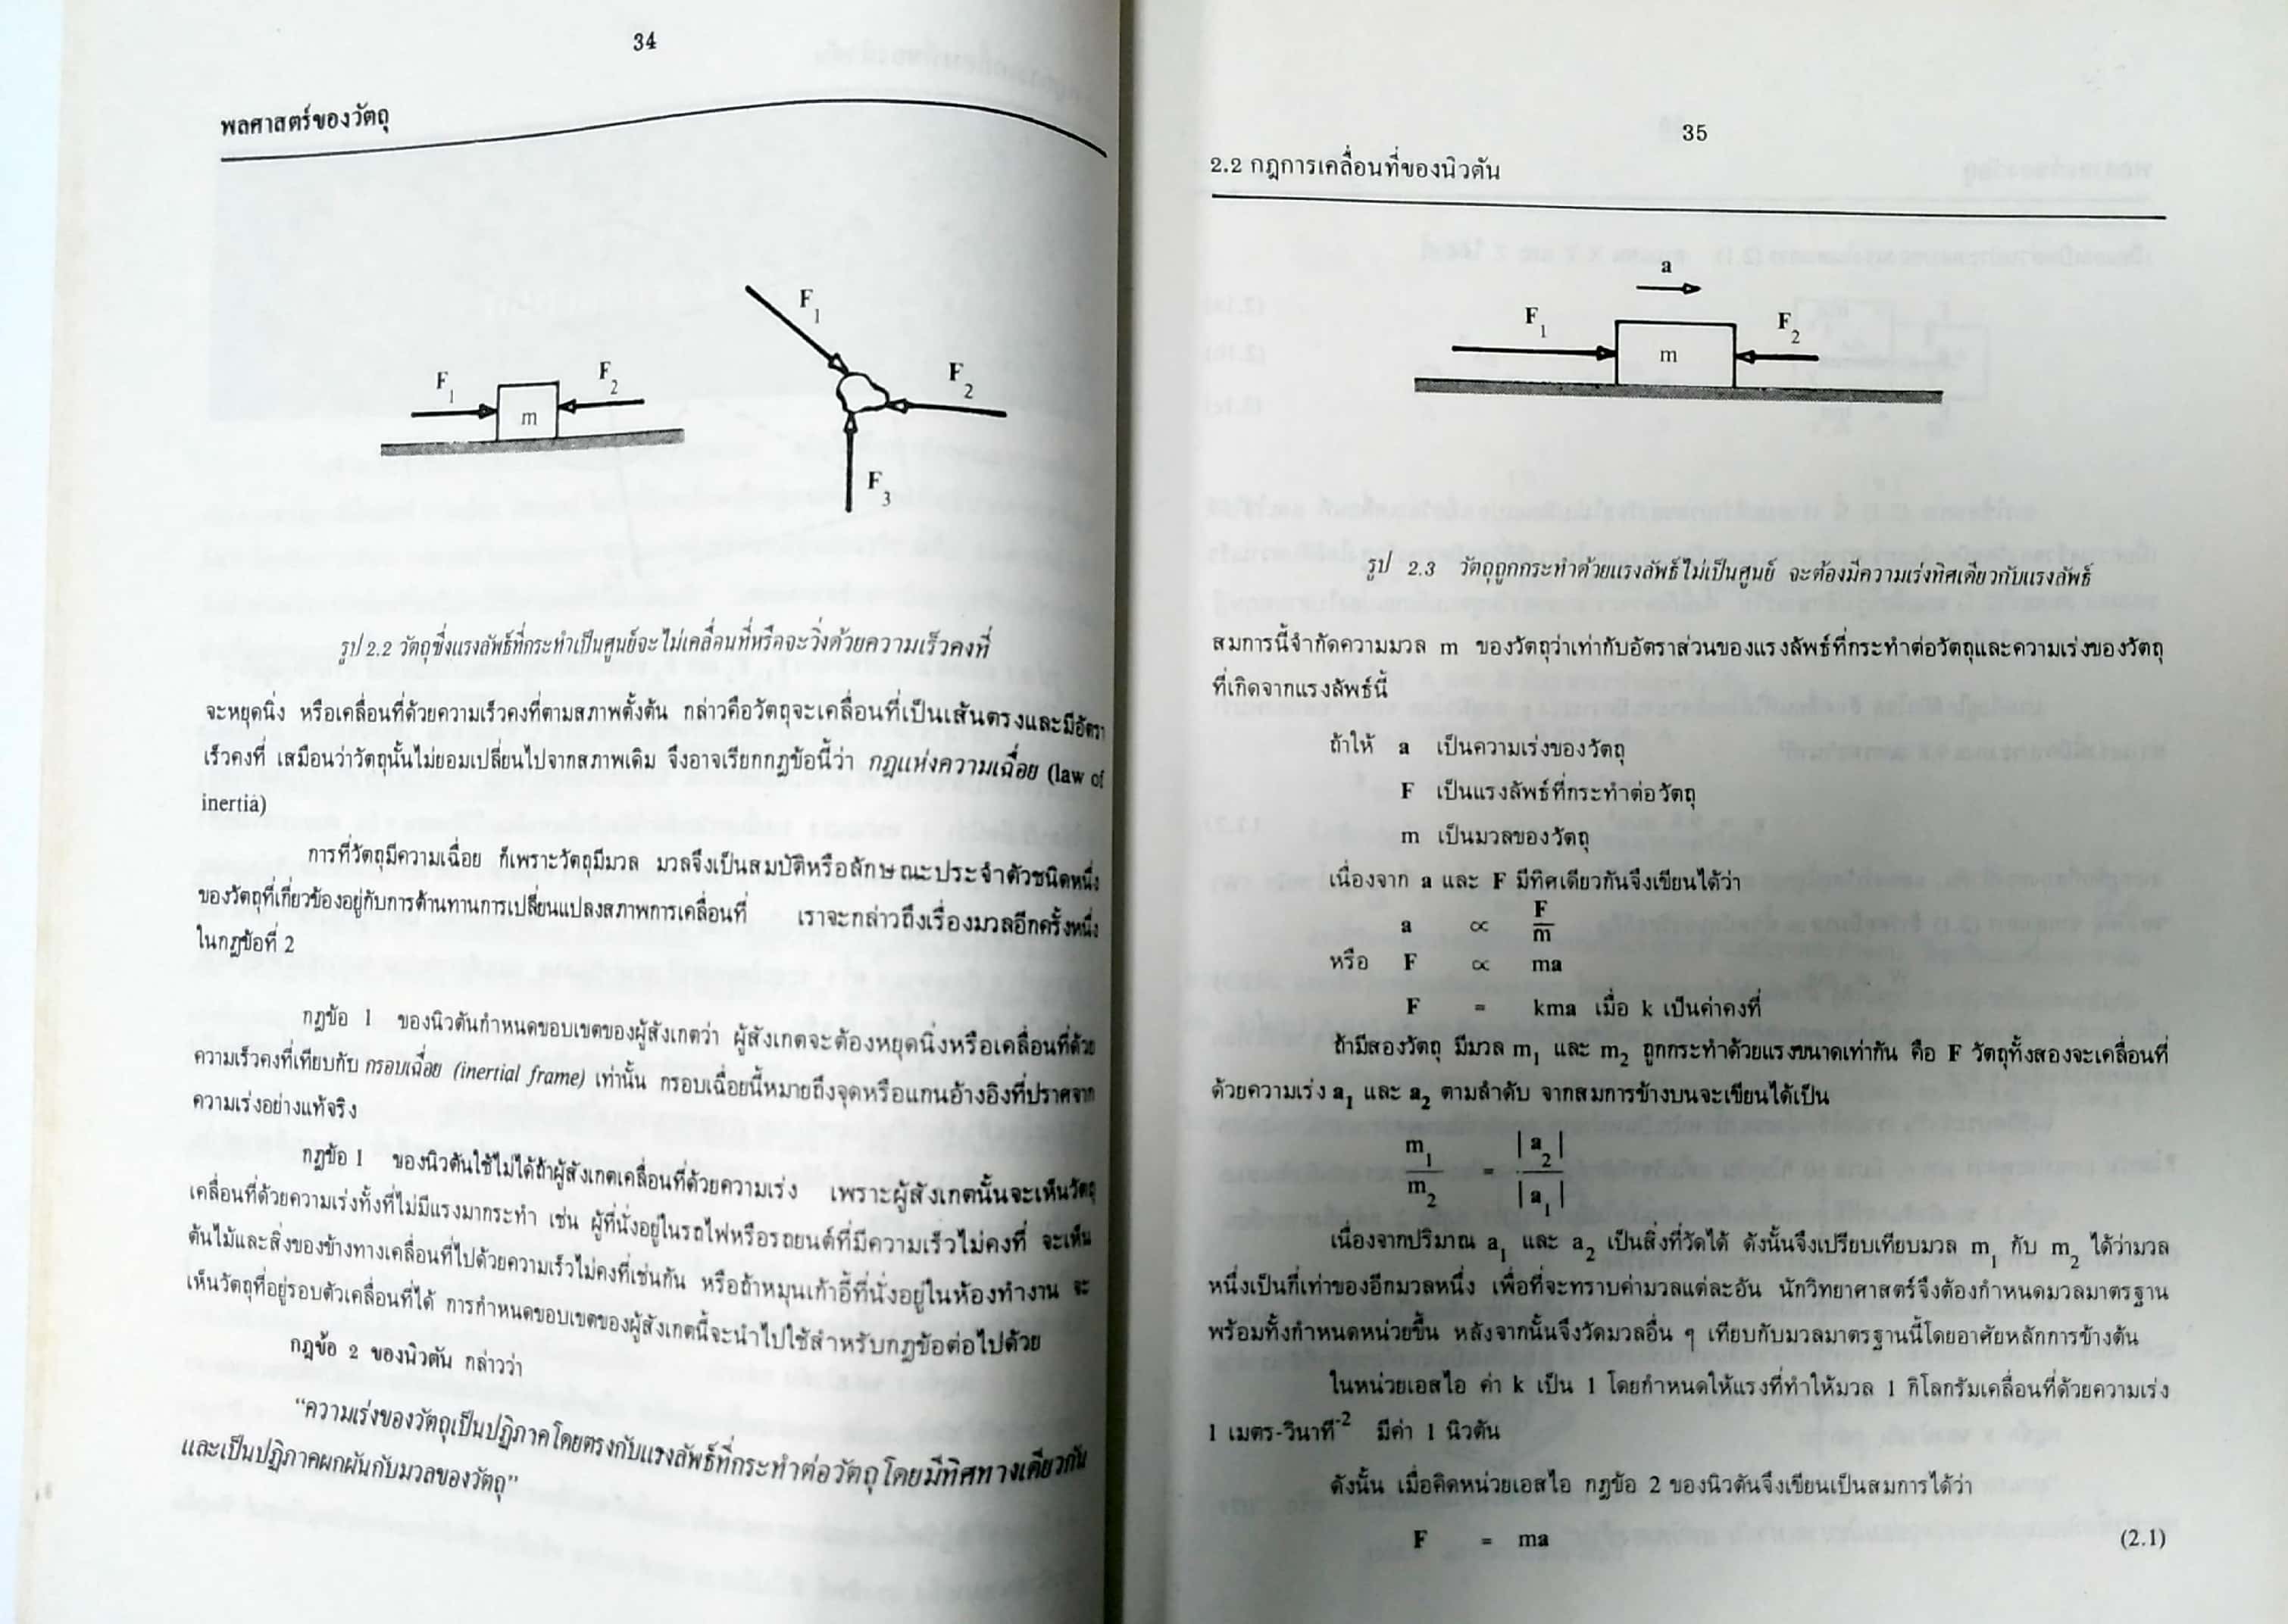 34
พลศาสตร์ของวัตถุ
F1
m
F2
F1
F2
F3
รูป 2.2 วัตถุซึ่งแรงลัพธ์ที่กระทำเป็นศูนย์จะไม่เคลื่อนที่หรือจะวิ่งด้วยความเร็วคงที่
จะหยุดนิ่ง หรือเคลื่อนที่ด้วยความเร็วคงที่ตามสภาพตั้งต้น กล่าวคือวัตถุจะเคลื่อนที่เป็นเส้นตรงและมีอัตรา
เร็วคงที่ เสมือนว่าวัตถุนั้นไม่ยอมเปลี่ยนไปจากสภาพเดิม จึงอาจเรียกกฎข้อนี้ว่า กฎแห่งความเฉื่อย (law of
inertia)
การที่วัตถุมีความเฉื่อย ก็เพราะวัตถุมีมวล มวลจึงเป็นสมบัติหรือลักษณะประจำตัวชนิดหนึ่ง
ของวัตถุที่เกี่ยวข้องอยู่กับการต้านทานการเปลี่ยนแปลงสภาพการเคลื่อนที่ เราจะกล่าวถึงเรื่องมวลอีกครั้งหนึ่ง
ในกฎข้อที่ 2
กฎข้อ 1 ของนิวตันกำหนดขอบเขตของผู้สังเกตว่า ผู้สังเกตจะต้องหยุดนิ่งหรือเคลื่อนที่ด้วย
ความเร็วคงที่เทียบกับ กรอบเฉื่อย (inertial frame) เท่านั้น กรอบเฉื่อยนี้หมายถึงจุดหรือแกนอ้างอิงที่ปราศจาก
ความเร่งอย่างแท้จริง
กฎข้อ 1 ของนิวตันใช้ไม่ได้ถ้าผู้สังเกตเคลื่อนที่ด้วยความเร่ง เพราะผู้สังเกตนั้นจะเห็นวัตถุ
เคลื่อนที่ด้วยความเร่งทั้งที่ไม่มีแรงมากระทำ เช่น ผู้ที่นั่งอยู่ในรถไฟหรือรถยนต์ที่มีความเร็วไม่คงที่ จะเห็น
ต้นไม้และสิ่งของข้างทางเคลื่อนที่ไปด้วยความเร็วไม่คงที่เช่นกัน หรือถ้าหมุนเก้าอี้ที่นั่งอยู่ในห้องทำงาน จะ
เห็นวัตถุที่อยู่รอบตัวเคลื่อนที่ได้ การกำหนดขอบเขตของผู้สังเกตนี้จะนำไปใช้สำหรับกฎข้อต่อไปด้วย
กฎข้อ 2 ของนิวตัน กล่าวว่า
“ความเร่งของวัตถุเป็นปฏิภาคโดยตรงกับแรงลัพธ์ที่กระทำต่อวัตถุโดยมีทิศทางเดียวกัน
และเป็นปฏิภาคผกผันกับมวลของวัตถุ”
35
2.2 กฎการเคลื่อนที่ของนิวตัน
a
F1
m
F2
รูป 2.3 วัตถุถูกกระทำด้วยแรงลัพธ์ไม่เป็นศูนย์ จะต้องมีความเร่งทิศเดียวกับแรงลัพธ์
สมการนี้จำกัดความมวล m ของวัตถุว่าเท่ากับอัตราส่วนของแรงลัพธ์ที่กระทำต่อวัตถุและความเร่งของวัตถุ
ที่เกิดจากแรงลัพธ์นี้
ถ้าให้ a เป็นความเร่งของวัตถุ
F เป็นแรงลัพธ์ที่กระทำต่อวัตถุ
m เป็นมวลของวัตถุ
เนื่องจาก a และ F มีทิศเดียวกันจึงเขียนได้ว่า
a ∝ F/m
หรือ F ∝ ma
F = kma เมื่อ k เป็นค่าคงที่
ถ้ามีสองวัตถุ มีมวล m1 และ m2 ถูกกระทำด้วยแรงขนาดเท่ากัน คือ F วัตถุทั้งสองจะเคลื่อนที่
ด้วยความเร่ง a1 และ a2 ตามลำดับ จากสมการข้างบนจะเขียนได้เป็น
m1/m2 = |a2|/|a1|
เนื่องจากปริมาณ a1 และ a2 เป็นสิ่งที่วัดได้ ดังนั้นจึงเปรียบเทียบมวล m1 กับ m2 ได้ว่ามวล
หนึ่งเป็นกี่เท่าของอีกมวลหนึ่ง เพื่อที่จะทราบค่ามวลแต่ละอัน นักวิทยาศาสตร์จึงต้องกำหนดมวลมาตรฐาน
พร้อมทั้งกำหนดหน่วยขึ้น หลังจากนั้นจึงวัดมวลอื่น ๆ เทียบกับมวลมาตรฐานนี้โดยอาศัยหลักการข้างต้น
ในหน่วยเอสไอ ค่า k เป็น 1 โดยกำหนดให้แรงที่ทำให้มวล 1 กิโลกรัมเคลื่อนที่ด้วยความเร่ง
1 เมตร-วินาที⁻² มีค่า 1 นิวตัน
ดังนั้น เมื่อคิดหน่วยเอสไอ กฎข้อ 2 ของนิวตันจึงเขียนเป็นสมการได้ว่า
F = ma (2.1)